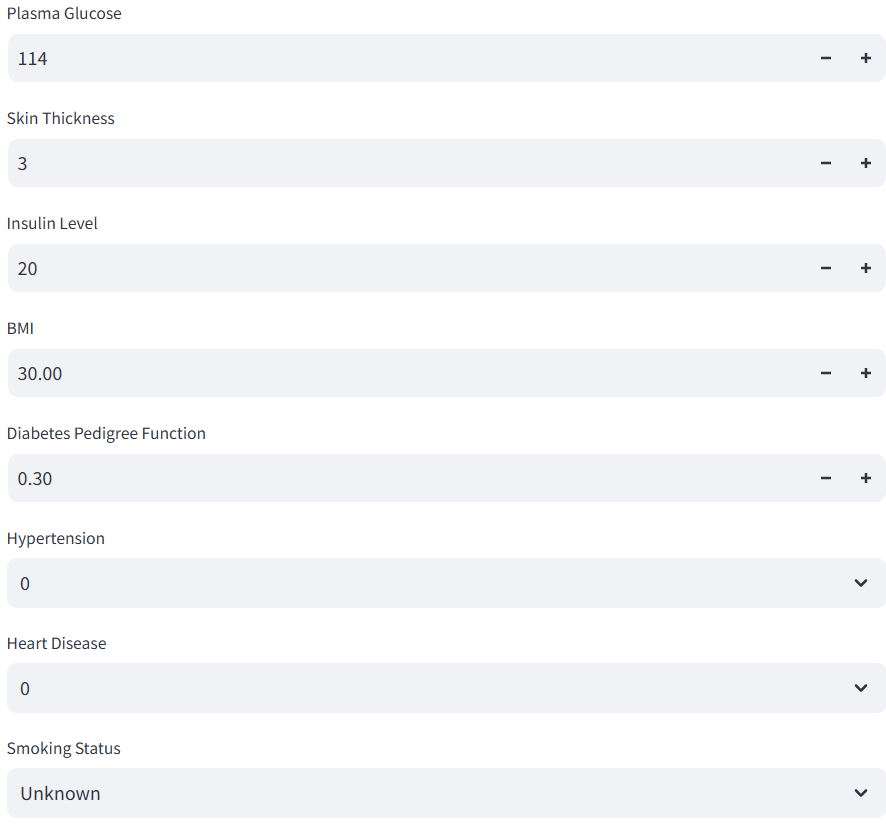 Plasma Glucose
114
Skin Thickness
3
Insulin Level
20
BMI
30.00
Diabetes Pedigree Function
0.30
Hypertension
0
Heart Disease
0
Smoking Status
Unknown